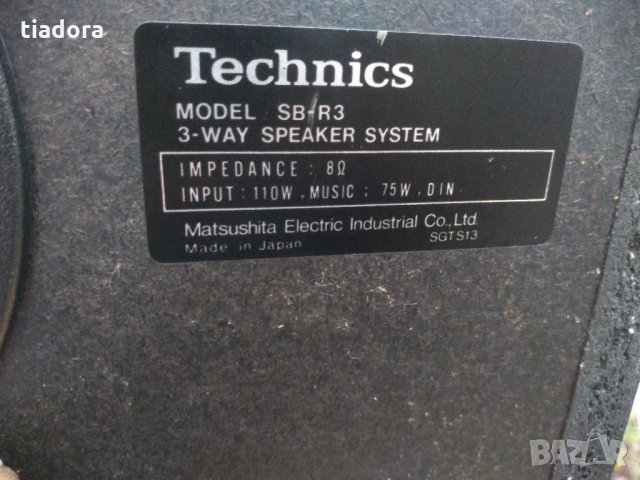 tiadora
Technics
MODEL SB-R3
3-WAY SPEAKER SYSTEM
IMPEDANCE : 8Ω
INPUT : 110W . MUSIC ; 75W . DIN
Matsushita Electric Industrial Co., Ltd.
Made in Japan SGTS13
BAZAR